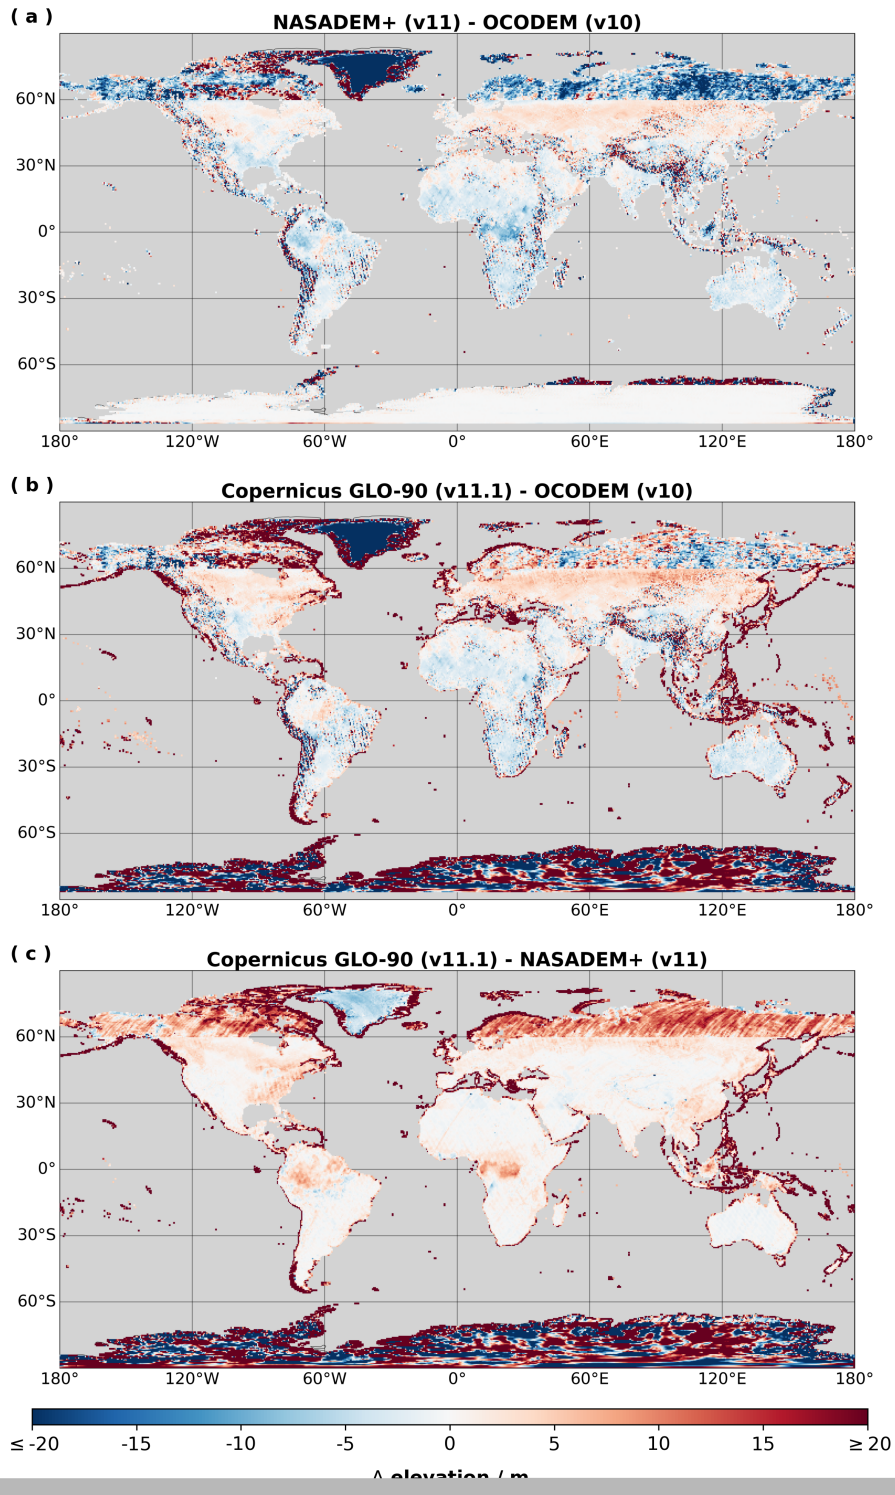 ( a )
NASADEM+ (v11) - OCODEM (v10)
60°N
30°N
0°
30°S
60°S
180° 120°W 60°W 0° 60°E 120°E 180°
( b )
Copernicus GLO-90 (v11.1) - OCODEM (v10)
60°N
30°N
0°
30°S
60°S
180° 120°W 60°W 0° 60°E 120°E 180°
( c )
Copernicus GLO-90 (v11.1) - NASADEM+ (v11)
60°N
30°N
0°
30°S
60°S
180° 120°W 60°W 0° 60°E 120°E 180°
≤ -20 -15 -10 -5 0 5 10 15 ≥ 20
Δ elevation / m